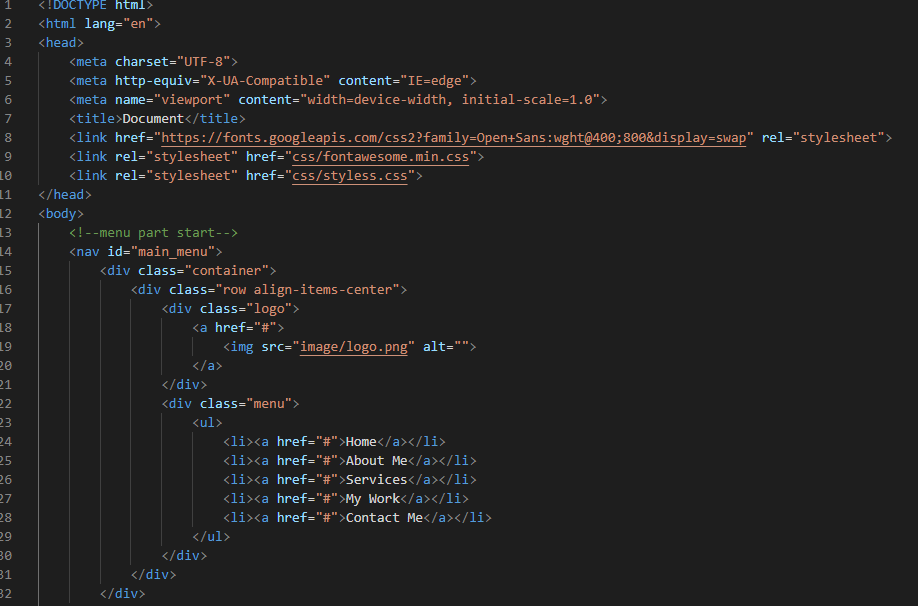 1 <!DOCTYPE html>
2 <html lang="en">
3 <head>
4     <meta charset="UTF-8">
5     <meta http-equiv="X-UA-Compatible" content="IE=edge">
6     <meta name="viewport" content="width=device-width, initial-scale=1.0">
7     <title>Document</title>
8     <link href="https://fonts.googleapis.com/css2?family=Open+Sans:wght@400;800&display=swap" rel="stylesheet">
9     <link rel="stylesheet" href="css/fontawesome.min.css">
10     <link rel="stylesheet" href="css/styless.css">
11 </head>
12 <body>
13     <!--menu part start-->
14     <nav id="main_menu">
15         <div class="container">
16             <div class="row align-items-center">
17                 <div class="logo">
18                     <a href="#">
19                         <img src="image/logo.png" alt="">
20                     </a>
21                 </div>
22                 <div class="menu">
23                     <ul>
24                         <li><a href="#">Home</a></li>
25                         <li><a href="#">About Me</a></li>
26                         <li><a href="#">Services</a></li>
27                         <li><a href="#">My Work</a></li>
28                         <li><a href="#">Contact Me</a></li>
29                     </ul>
30                 </div>
31             </div>
32         </div>